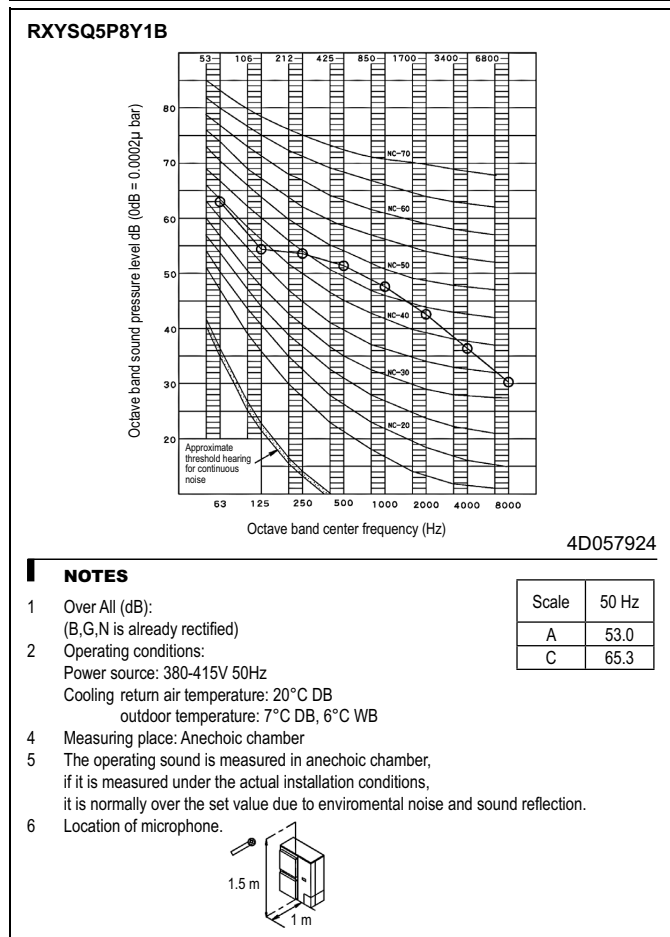 RXYSQ5P8Y1B
53 106 212 425 850 1700 3400 6800
Octave band sound pressure level dB (0dB = 0.0002µ bar)
80
70
60
50
40
30
20
NC-70
NC-60
NC-50
NC-40
NC-30
NC-20
Approximate
threshold hearing
for continuous
noise
63 125 250 500 1000 2000 4000 8000
Octave band center frequency (Hz)
4D057924
NOTES
1 Over All (dB):
(B,G,N is already rectified)
2 Operating conditions:
Power source: 380-415V 50Hz
Cooling return air temperature: 20°C DB
outdoor temperature: 7°C DB, 6°C WB
4 Measuring place: Anechoic chamber
5 The operating sound is measured in anechoic chamber,
if it is measured under the actual installation conditions,
it is normally over the set value due to enviromental noise and sound reflection.
6 Location of microphone.
Scale 50 Hz
A 53.0
C 65.3
1.5 m
1 m